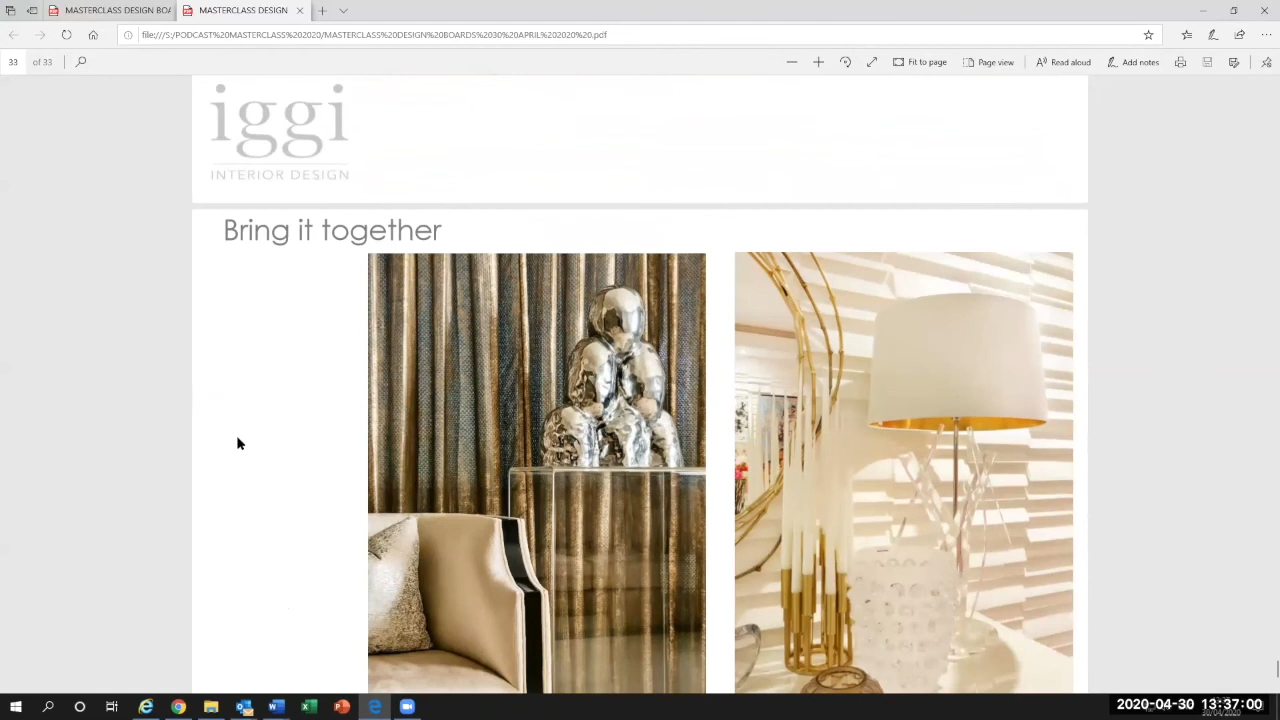 MASTERCLASS DESIGN BOA
MASTERCLASS DESIGN
file:///S:/PODCAST%20MASTERCLASS%202020/MASTERCLASS%20DESIGN%20BOARDS%2030%20APRIL%202020%20.pdf
33 of 33
Fit to page
Page view
Read aloud
Add notes
iggi
INTERIOR DESIGN
Bring it together
2020-04-30 13:37:00